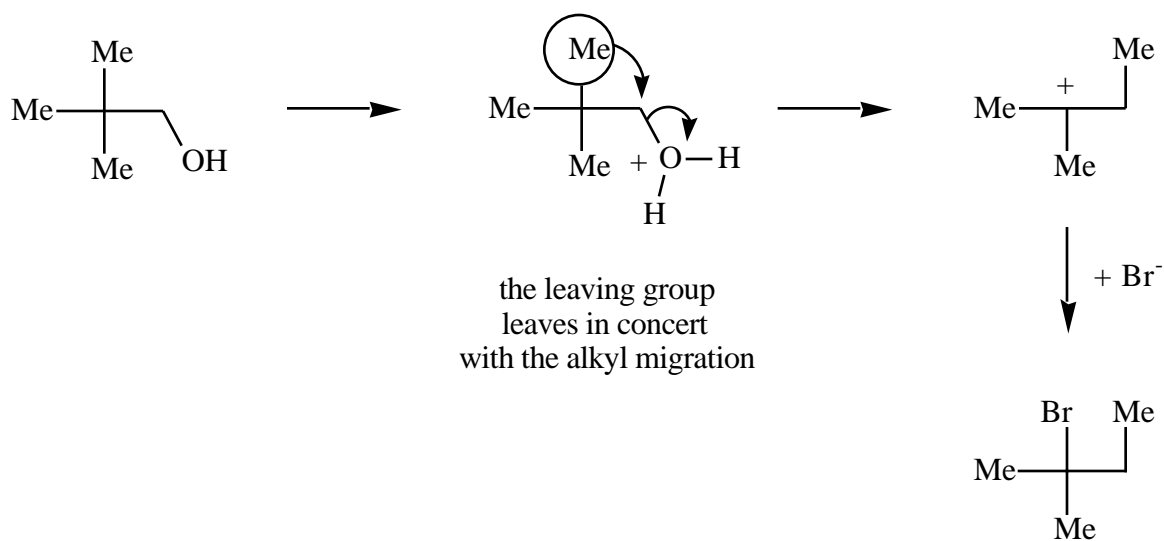 Me
Me
Me
OH
Me
Me
Me
+ O H
H
Me
Me
+
Me
the leaving group
leaves in concert
with the alkyl migration
+ Br-
Br
Me
Me
Me